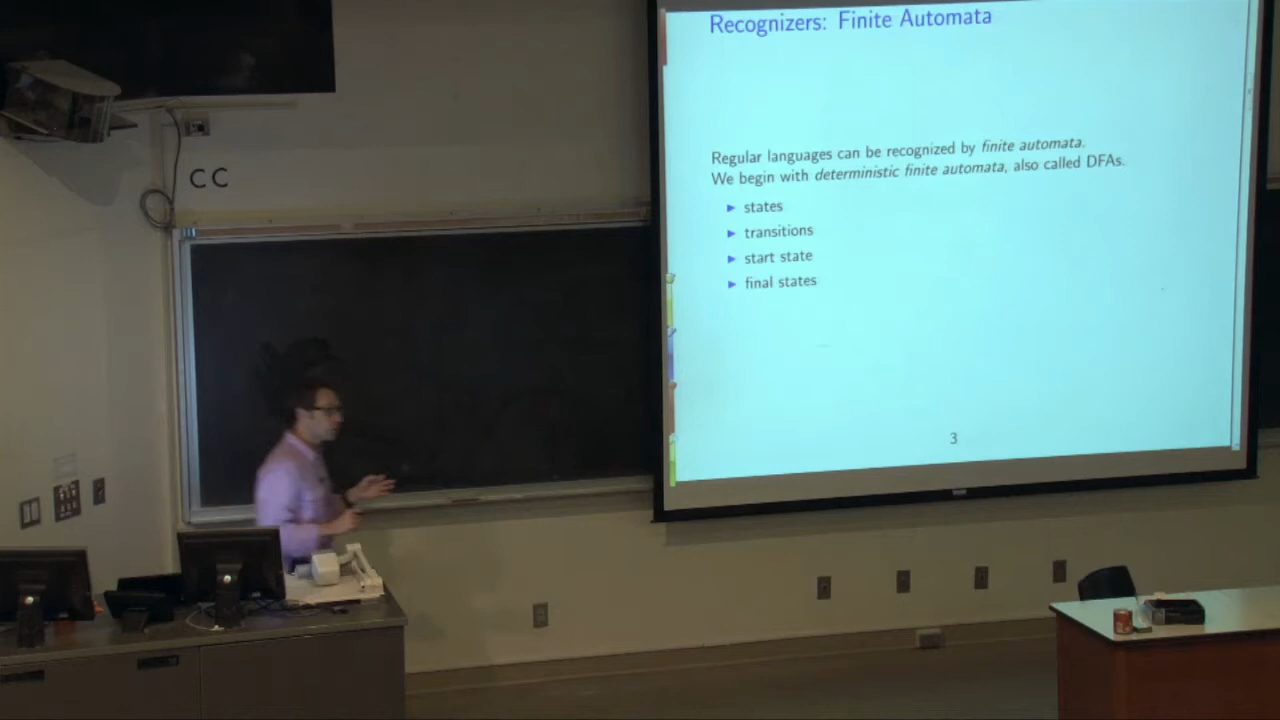 Recognizers: Finite Automata
CC
Regular languages can be recognized by finite automata.
We begin with deterministic finite automata, also called DFAs.
► states
► transitions
► start state
► final states
3